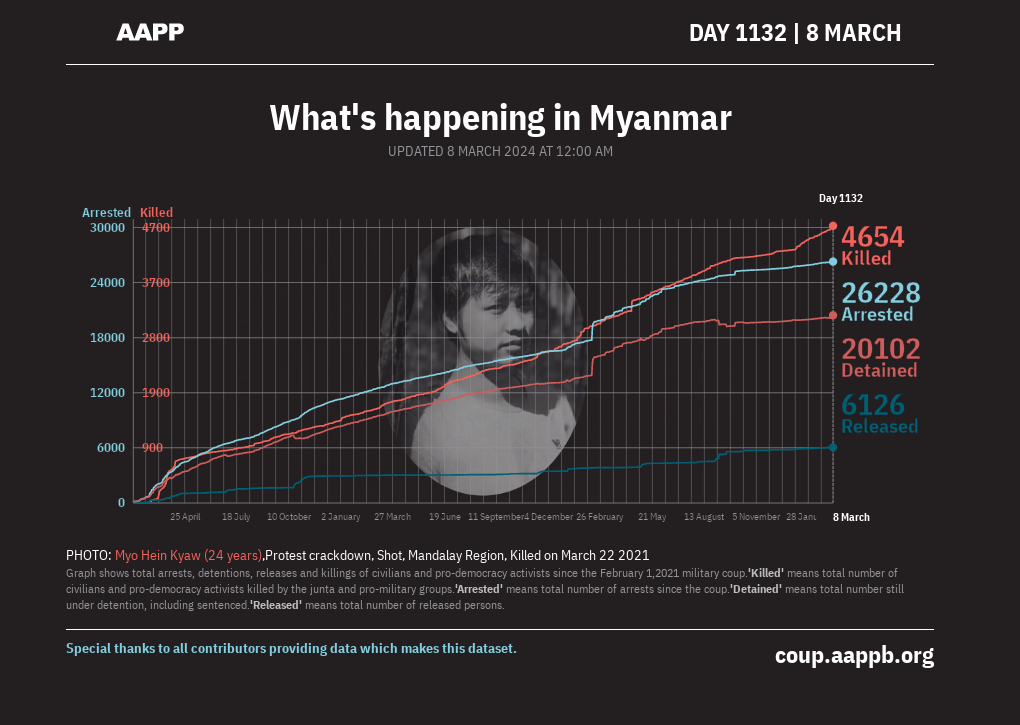 AAPP
DAY 1132 | 8 MARCH
What's happening in Myanmar
UPDATED 8 MARCH 2024 AT 12:00 AM
Day 1132
Arrested Killed
30000 4700
24000 3700
18000 2800
12000 1900
6000 900
0
4654
Killed
26228
Arrested
20102
Detained
6126
Released
25 April 18 July 10 October 2 January 27 March 19 June 11 September 4 December 26 February 21 May 13 August 5 November 28 Janu 8 March
PHOTO: Myo Hein Kyaw (24 years),Protest crackdown, Shot, Mandalay Region, Killed on March 22 2021
Graph shows total arrests, detentions, releases and killings of civilians and pro-democracy activists since the February 1,2021 military coup.'Killed' means total number of
civilians and pro-democracy activists killed by the junta and pro-military groups.'Arrested' means total number of arrests since the coup.'Detained' means total number still
under detention, including sentenced.'Released' means total number of released persons.
Special thanks to all contributors providing data which makes this dataset.
coup.aappb.org